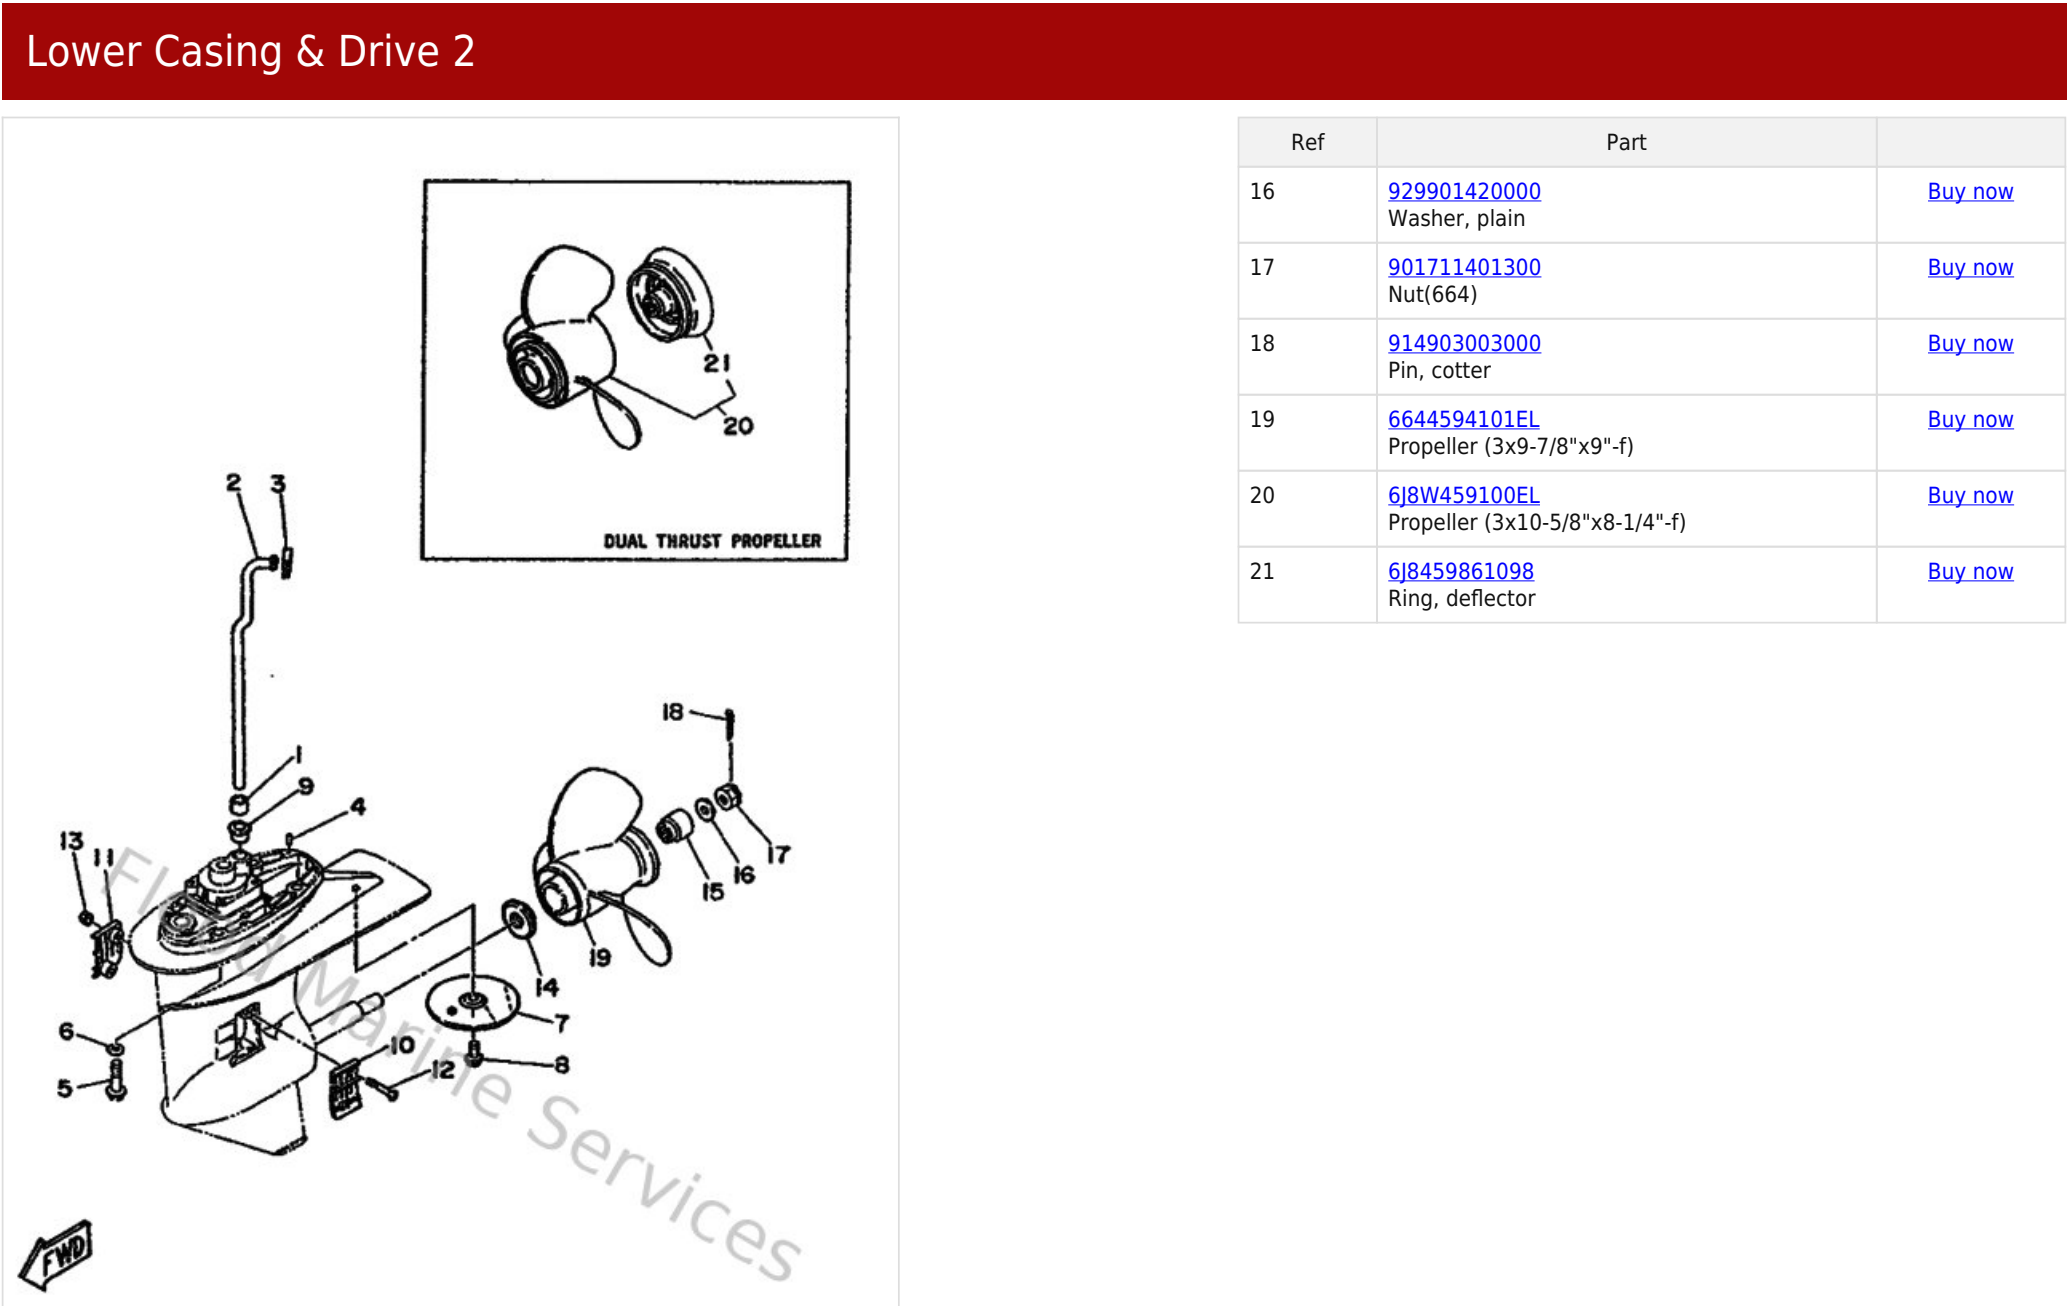 Lower Casing & Drive 2
21
20
DUAL THRUST PROPELLER
2 3
18
1
9
4
13
11
17
16
15
19
14
7
6
10
8
12
5
Flood Marine Services
FWD
Ref Part
16 929901420000 Buy now
Washer, plain
17 901711401300 Buy now
Nut(664)
18 914903003000 Buy now
Pin, cotter
19 6644594101EL Buy now
Propeller (3x9-7/8"x9"-f)
20 6J8W459100EL Buy now
Propeller (3x10-5/8"x8-1/4"-f)
21 6J8459861098 Buy now
Ring, deflector